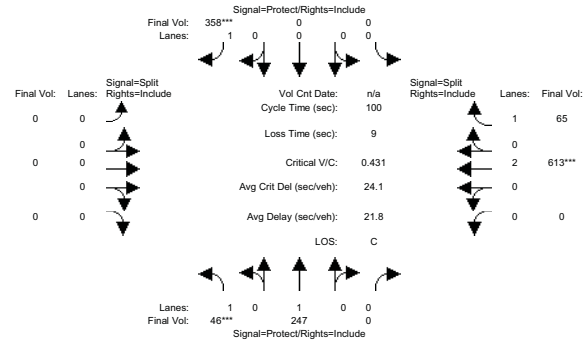 Signal=Protect/Rights=Include
Final Vol: 358*** 0 0
Lanes: 1 0 0 0 0
Signal=Split
Final Vol: Lanes: Rights=Include
Vol Cnt Date: n/a
Signal=Split
Rights=Include Lanes: Final Vol:
0 0
Cycle Time (sec): 100
1 65
0
Loss Time (sec): 9
0
0 0
Critical V/C: 0.431
2 613***
0
Avg Crit Del (sec/veh): 24.1
0
0 0
Avg Delay (sec/veh): 21.8
0 0
LOS: C
Lanes: 1 0 1 0 0
Final Vol: 46*** 247 0
Signal=Protect/Rights=Include